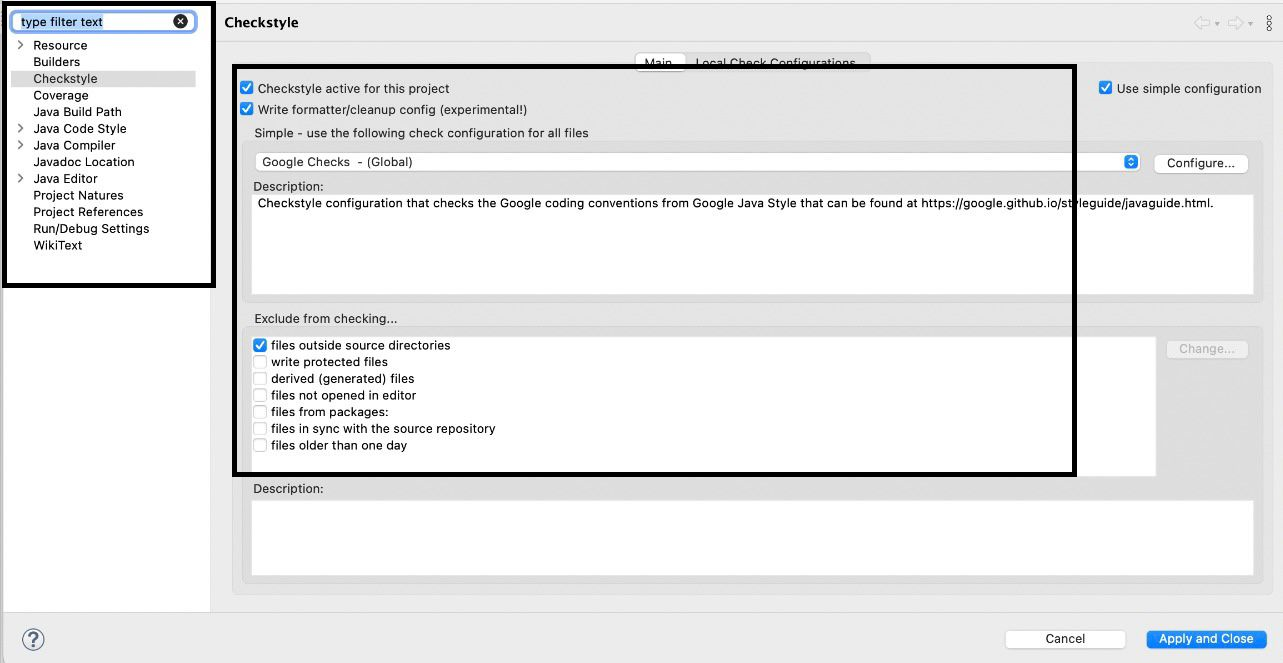 type filter text
Checkstyle
Resource
Builders
Checkstyle
Coverage
Java Build Path
Java Code Style
Java Compiler
Javadoc Location
Java Editor
Project Natures
Project References
Run/Debug Settings
WikiText
Main Local Check Configurations
Checkstyle active for this project
Use simple configuration
Write formatter/cleanup config (experimental!)
Simple - use the following check configuration for all files
Google Checks - (Global)
Configure...
Description:
Checkstyle configuration that checks the Google coding conventions from Google Java Style that can be found at https://google.github.io/styleguide/javaguide.html.
Exclude from checking...
files outside source directories
Change...
write protected files
derived (generated) files
files not opened in editor
files from packages:
files in sync with the source repository
files older than one day
Description:
?
Cancel
Apply and Close